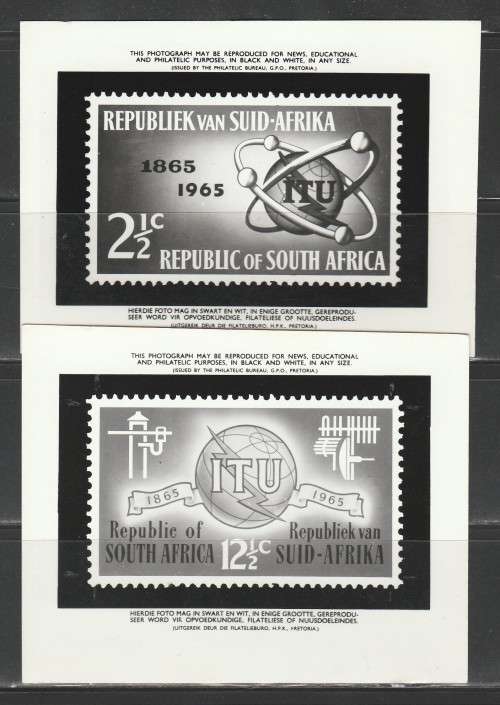 THIS PHOTOGRAPH MAY BE REPRODUCED FOR NEWS, EDUCATIONAL
AND PHILATELIC PURPOSES, IN BLACK AND WHITE, IN ANY SIZE.
(ISSUED BY THE PHILATELIC BUREAU, G.P.O., PRETORIA.)
REPUBLIEK VAN SUID-AFRIKA
1865
1965
ITU
2½c
REPUBLIC OF SOUTH AFRICA
HIERDIE FOTO MAG IN SWART EN WIT, IN ENIGE GROOTTE, GEREPRODU-
SEER WORD VIR OPVOEDKUNDIGE, FILATELIESE OF NUUSDOELEINDES.
(UITGEREIK DEUR DIE FILATELIEBURO, H.P.K., PRETORIA.)
THIS PHOTOGRAPH MAY BE REPRODUCED FOR NEWS, EDUCATIONAL
AND PHILATELIC PURPOSES, IN BLACK AND WHITE, IN ANY SIZE.
(ISSUED BY THE PHILATELIC BUREAU, G.P.O., PRETORIA.)
ITU
1865
1965
Republic of
SOUTH AFRICA
12½c
Republiek van
SUID-AFRIKA
HIERDIE FOTO MAG IN SWART EN WIT, IN ENIGE GROOTTE, GEREPRODU-
SEER WORD VIR OPVOEDKUNDIGE, FILATELIESE OF NUUSDOELEINDES.
(UITGEREIK DEUR DIE FILATELIEBURO, H.P.K., PRETORIA.)